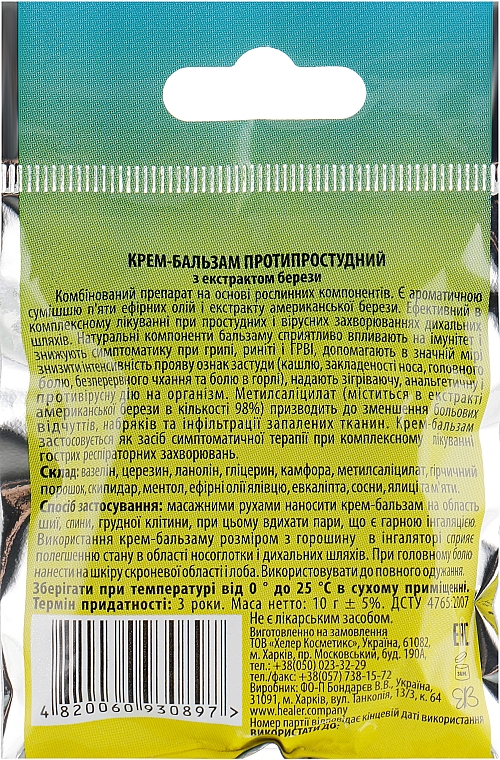 КРЕМ-БАЛЬЗАМ ПРОТИПРОСТУДНИЙ
з екстрактом берези
Комбінований препарат на основі рослинних компонентів. Є ароматичною
сумішшю п'яти ефірних олій і екстракту американської берези. Ефективний в
комплексному лікуванні при простудних і вірусних захворюваннях дихальних
шляхів. Натуральні компоненти бальзаму сприятливо впливають на імунітет і
знижують симптоматику при грипі, риніті і ГРВІ, допомагають в значній мірі
знизити інтенсивність прояву ознак застуди (кашлю, закладеності носа, головного
болю, безперервного чхання та болю в горлі), надають зігріваючу, анальгетичну і
противірусну дію на організм. Метилсаліцилат (міститься в екстракті
американської берези в кількості 98%) призводить до зменшення больових
відчуттів, набряків та інфільтрації запалених тканин. Крем-бальзам
застосовується як засіб симптоматичної терапії при комплексному лікуванні
гострих респіраторних захворювань.
Склад: вазелін, церезин, ланолін, гліцерин, камфора, метилсаліцилат, гірчичний
порошок, скипидар, ментол, ефірні олії ялівцю, евкаліпта, сосни, ялиці та м'яти.
Спосіб застосування: масажними рухами наносити крем-бальзам на область
шиї, спини, грудної клітини, при цьому вдихати пари, що є гарною інгаляцією.
Використання крем-бальзаму розміром з горошину в інгаляторі сприяє
полегшенню стану в області носоглотки і дихальних шляхів. При головному болю
нанести на шкіру скроневої області і лоба. Використовувати до повного одужання.
Зберігати при температурі від 0 ° до 25 °С в сухому приміщенні.
Термін придатності: 3 роки. Маса нетто: 10 г ± 5%. ДСТУ 4765:2007
Не є лікарським засобом.
Виготовлено на замовлення
ТОВ «Хелер Косметикс», Україна, 61082,
м. Харків, пр. Московський, буд. 190А,
тел.: +38(050) 023-32-29
тел./факс: +38(057) 738-15-72
Виробник: ФО-П Бондарєв В.В., Україна,
31091, м. Харків, вул. Танкопія, 13/3, к. 64
www.healer.company
Номер партії відповідає кінцевій даті використання
ВИКОРИСТАНИ ДО:
4 820060 930897 >